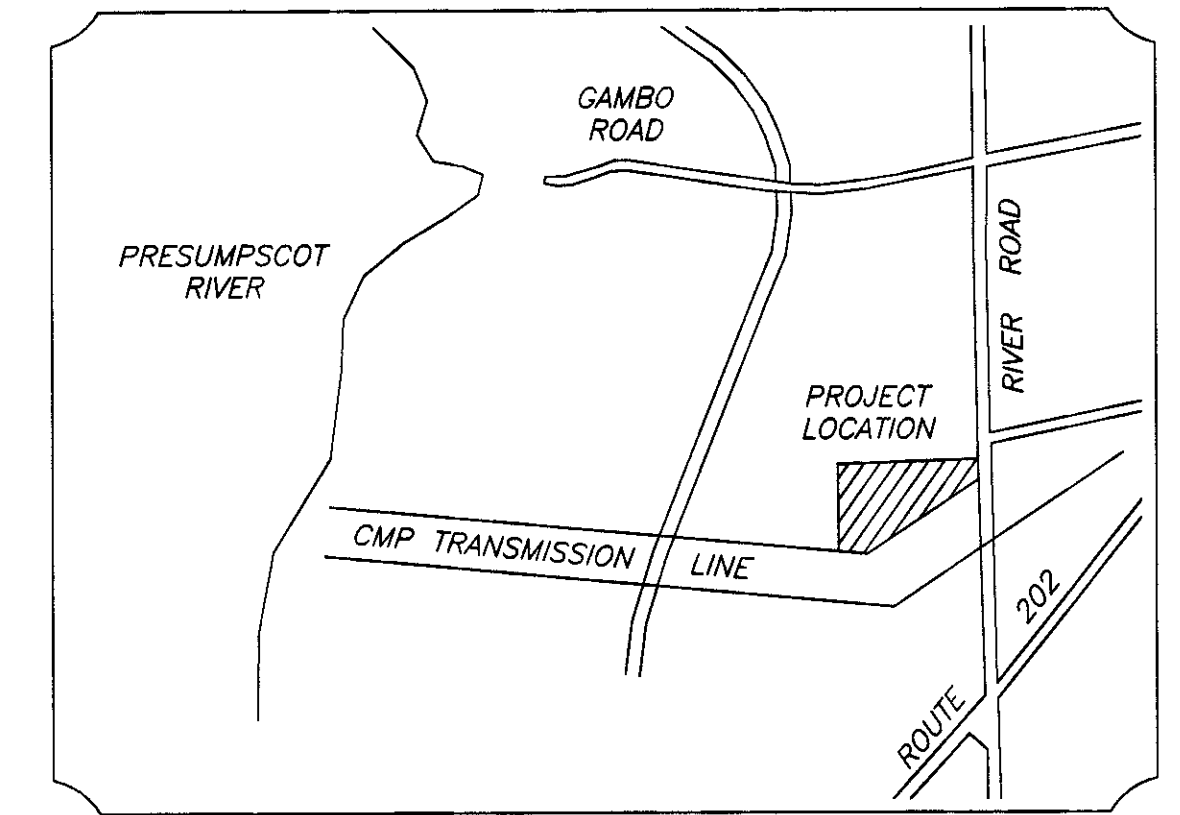 GAMBO
ROAD
PRESUMPSCOT
RIVER
RIVER ROAD
PROJECT
LOCATION
CMP TRANSMISSION LINE
ROUTE 202